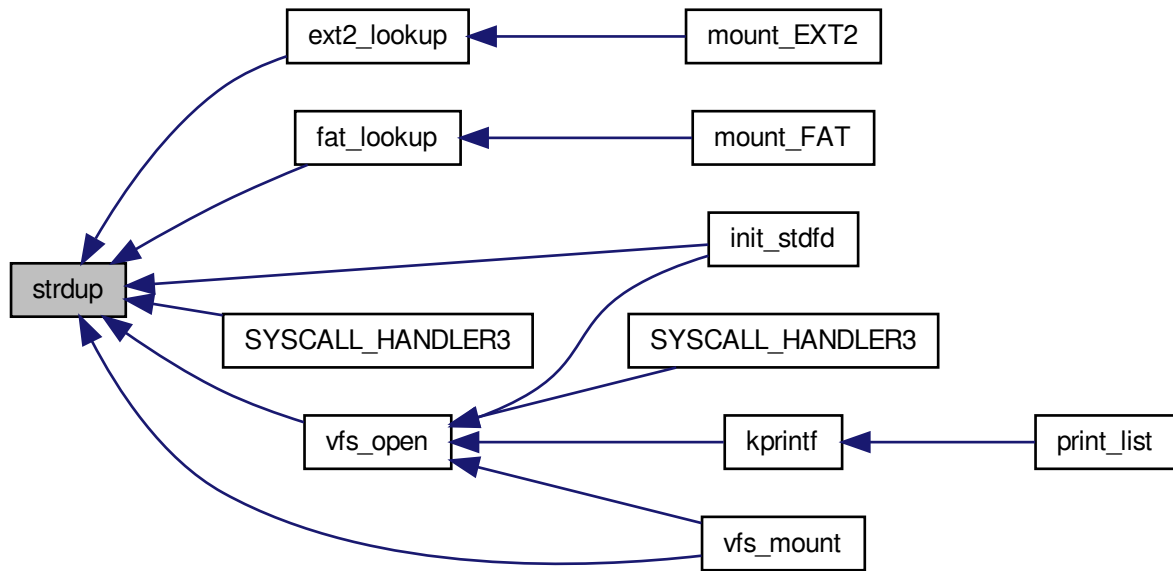 ext2_lookup
mount_EXT2
fat_lookup
mount_FAT
init_stdfd
strdup
SYSCALL_HANDLER3
SYSCALL_HANDLER3
vfs_open
kprintf
print_list
vfs_mount